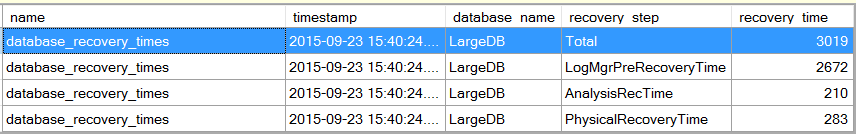 name timestamp database_name recovery_step recovery_time
database_recovery_times 2015-09-23 15:40:24.... LargeDB Total 3019
database_recovery_times 2015-09-23 15:40:24.... LargeDB LogMgrPreRecoveryTime 2672
database_recovery_times 2015-09-23 15:40:24.... LargeDB AnalysisRecTime 210
database_recovery_times 2015-09-23 15:40:24.... LargeDB PhysicalRecoveryTime 283